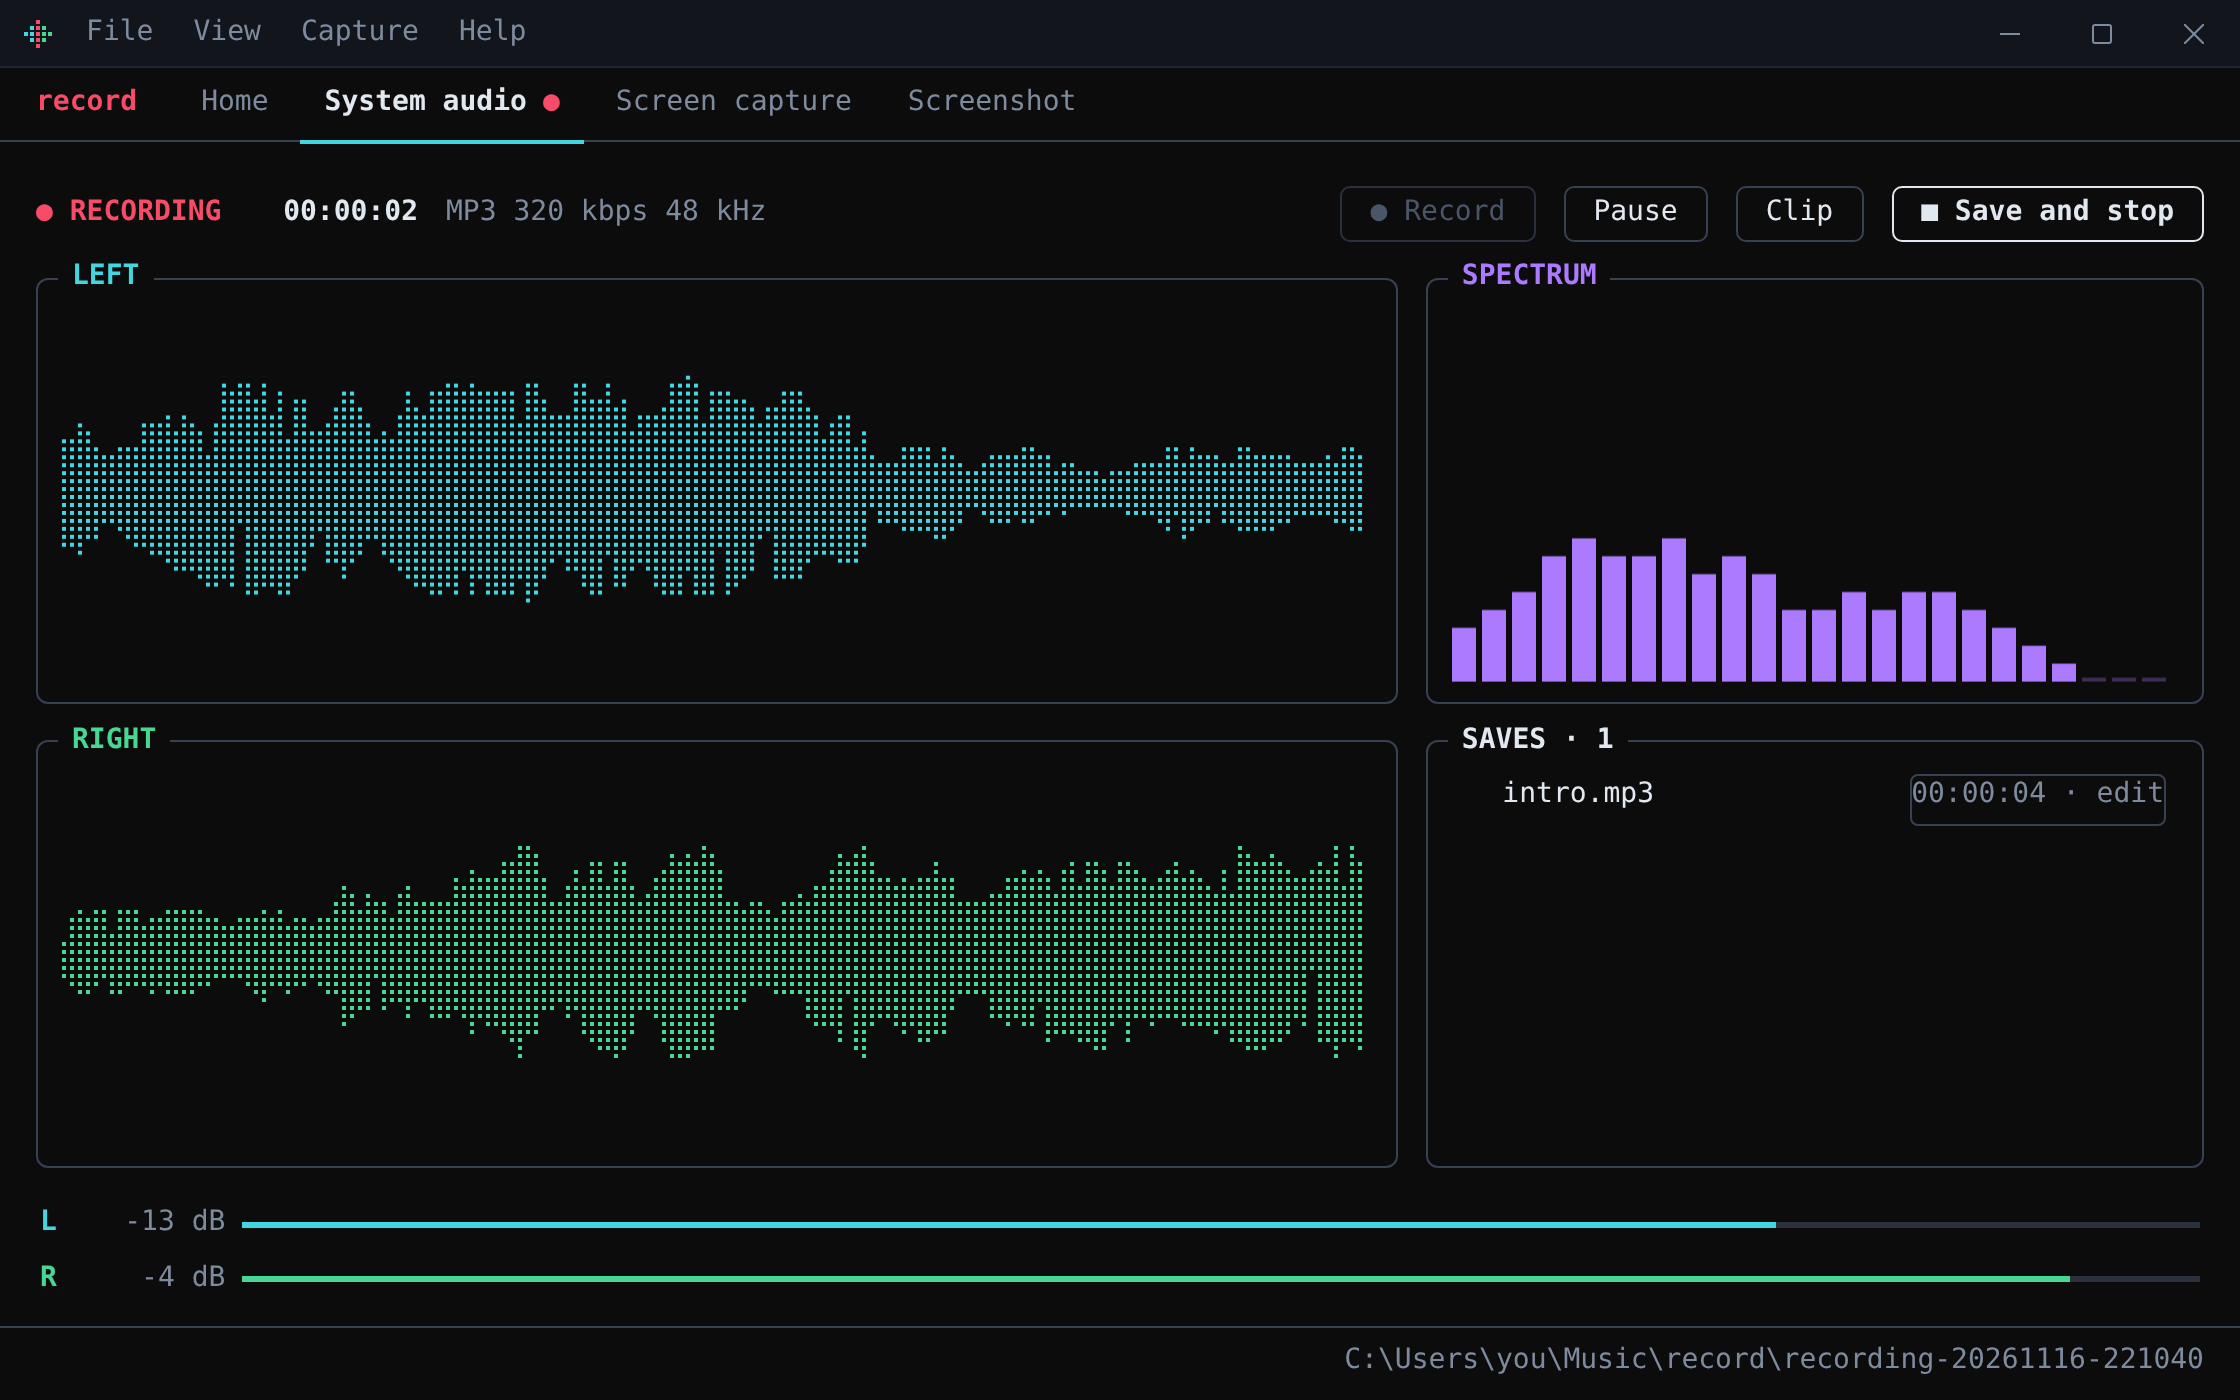 File View Capture Help
record Home System audio ● Screen capture Screenshot
● RECORDING 00:00:02 MP3 320 kbps 48 kHz ● Record Pause Clip ■ Save and stop
LEFT SPECTRUM
RIGHT SAVES · 1
intro.mp3 00:00:04 · edit
L -13 dB
R -4 dB
C:\Users\you\Music\record\recording-20261116-221040